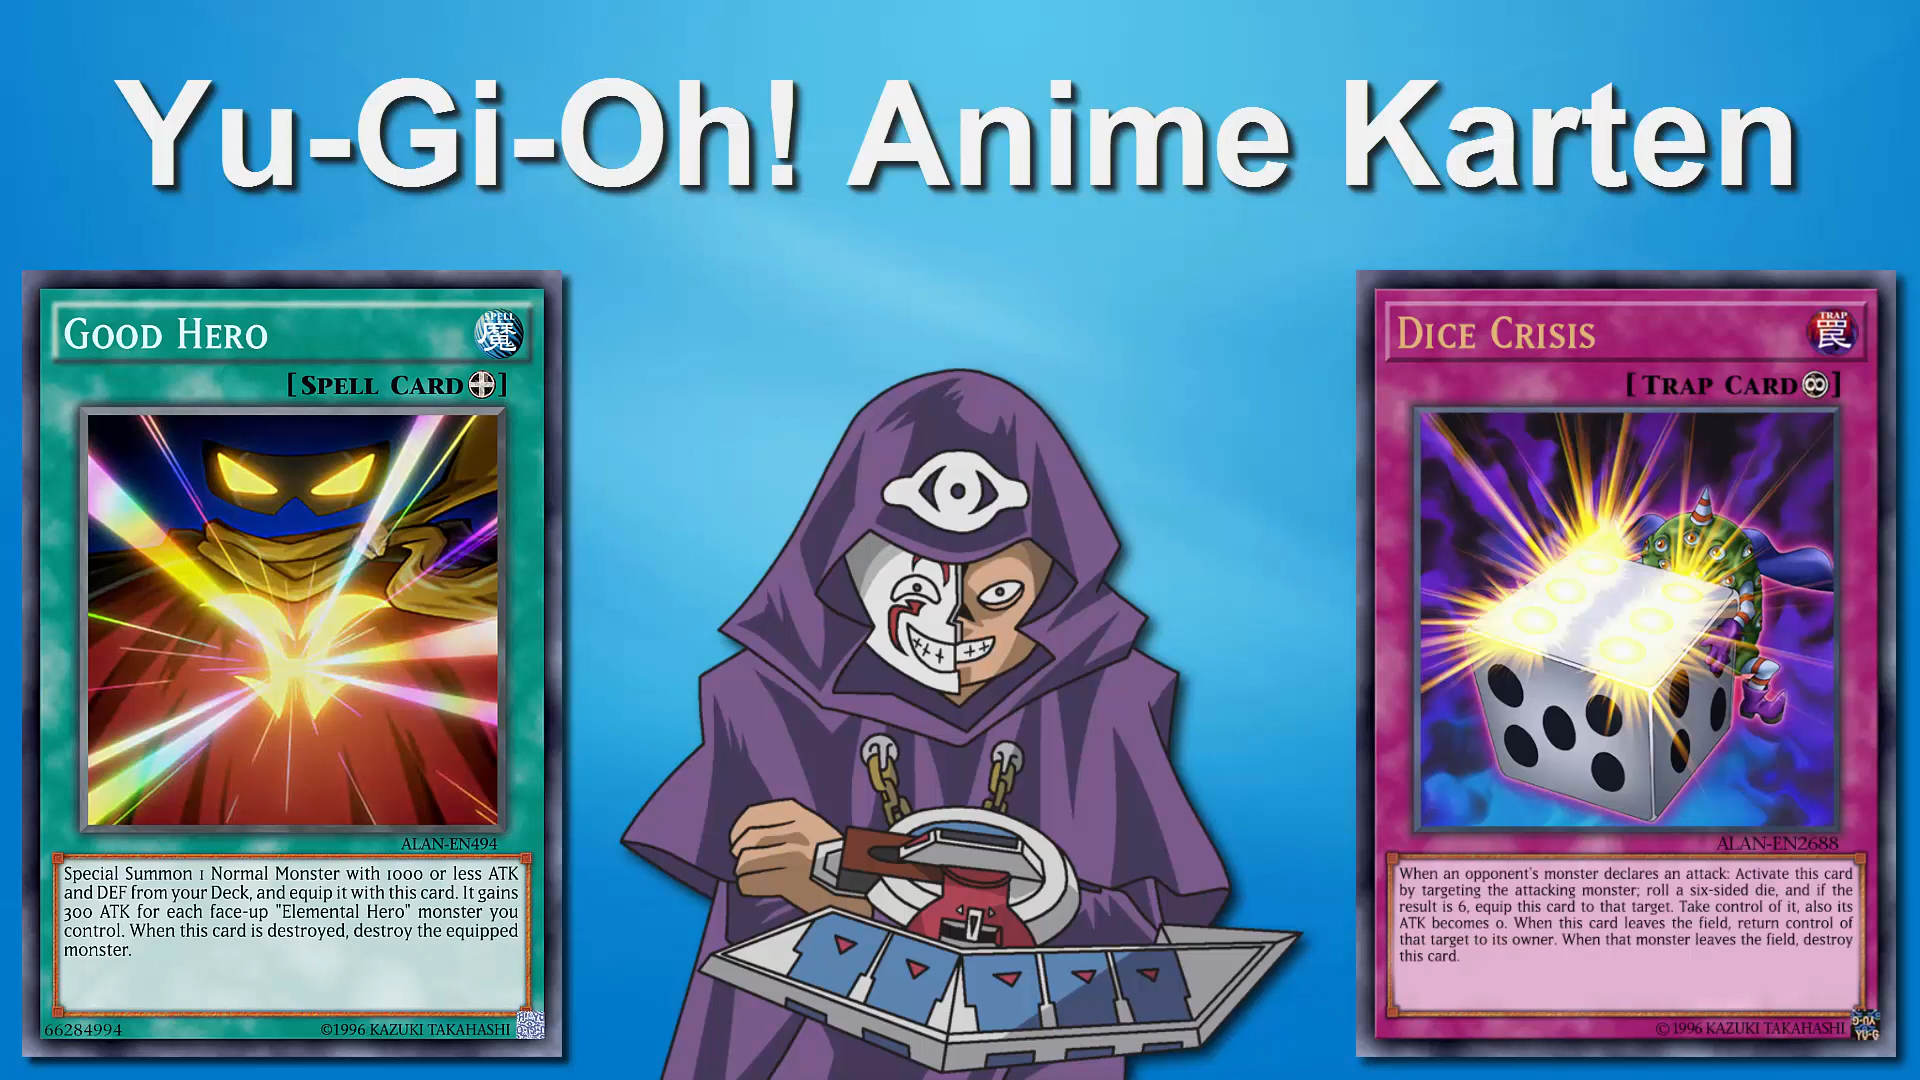 Yu-Gi-Oh! Anime Karten
GOOD HERO
SPELL
魔
[SPELL CARD]
ALAN-EN494
Special Summon 1 Normal Monster with 1000 or less ATK
and DEF from your Deck, and equip it with this card. It gains
300 ATK for each face-up "Elemental Hero" monster you
control. When this card is destroyed, destroy the equipped
monster.
66284994
©1996 KAZUKI TAKAHASHI
DICE CRISIS
TRAP
罠
[TRAP CARD]
ALAN-EN2688
When an opponent's monster declares an attack: Activate this card
by targeting the attacking monster; roll a six-sided die, and if the
result is 6, equip this card to that target. Take control of it, also its
ATK becomes 0. When this card leaves the field, return control of
that target to its owner. When that monster leaves the field, destroy
this card.
©1996 KAZUKI TAKAHASHI